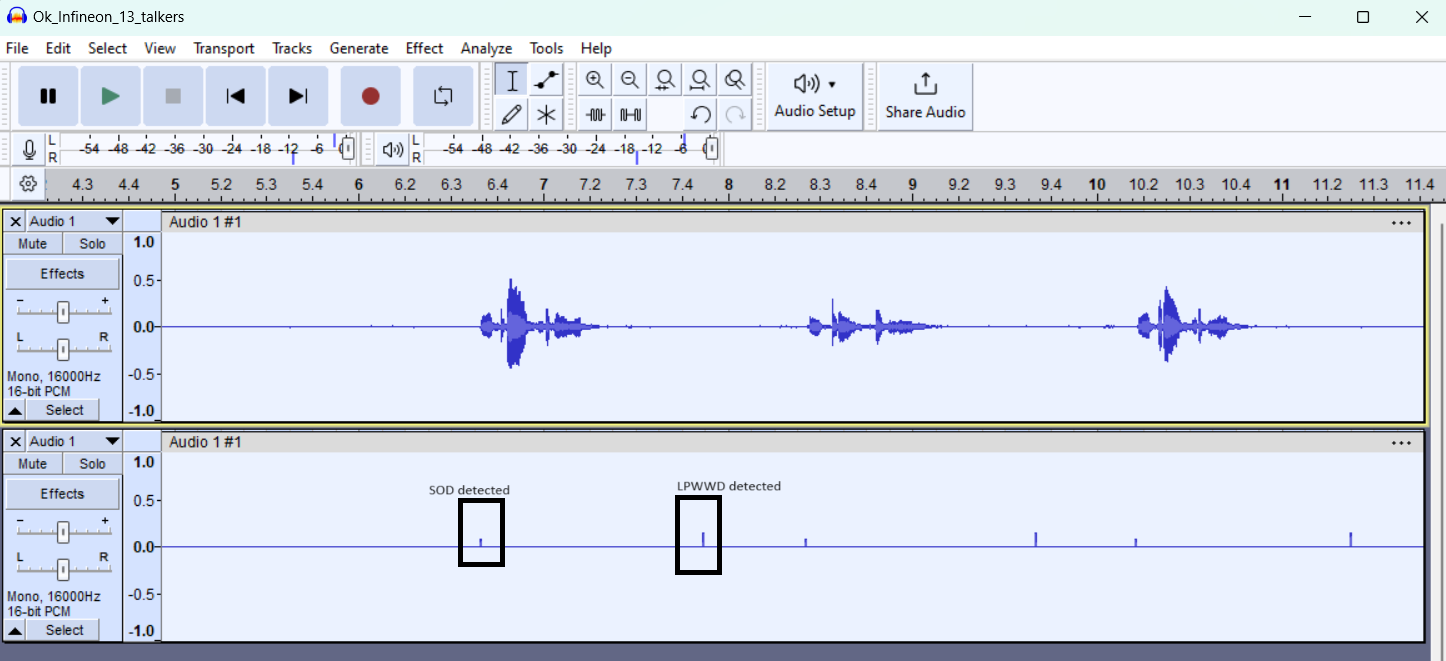 Ok_Infineon_13_talkers
File Edit Select View Transport Tracks Generate Effect Analyze Tools Help
Audio Setup
Share Audio
L
R
-54 -48 -42 -36 -30 -24 -18 -12 -6 0
L
R
-54 -48 -42 -36 -30 -24 -18 -12 -6 0
4.3 4.4 5 5.2 5.3 5.4 6 6.2 6.3 6.4 7 7.2 7.3 7.4 8 8.2 8.3 8.4 9 9.2 9.3 9.4 10 10.2 10.3 10.4 11 11.2 11.3 11.4
Audio 1
Audio 1 #1
Mute Solo
Effects
- +
L R
Mono, 16000Hz
16-bit PCM
Select
1.0
0.5-
0.0-
-0.5-
-1.0
Audio 1
Audio 1 #1
Mute Solo
Effects
- +
L R
Mono, 16000Hz
16-bit PCM
Select
1.0
0.5-
0.0-
-0.5-
-1.0
SOD detected
LPWWD detected